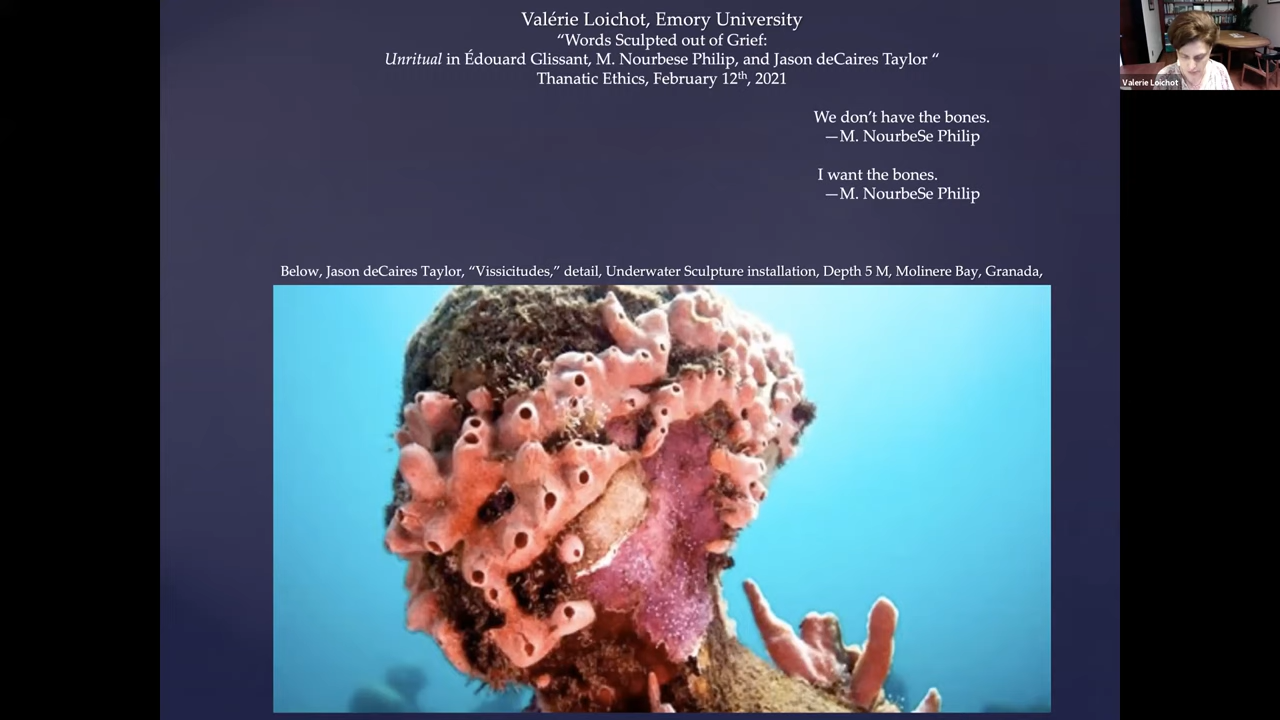 Valérie Loichot, Emory University
“Words Sculpted out of Grief:
Unritual in Édouard Glissant, M. Nourbese Philip, and Jason deCaires Taylor “
Thanatic Ethics, February 12th, 2021
We don’t have the bones.
—M. NourbeSe Philip
I want the bones.
—M. NourbeSe Philip
Below, Jason deCaires Taylor, “Vissicitudes,” detail, Underwater Sculpture installation, Depth 5 M, Molinere Bay, Granada,
Valerie Loichot